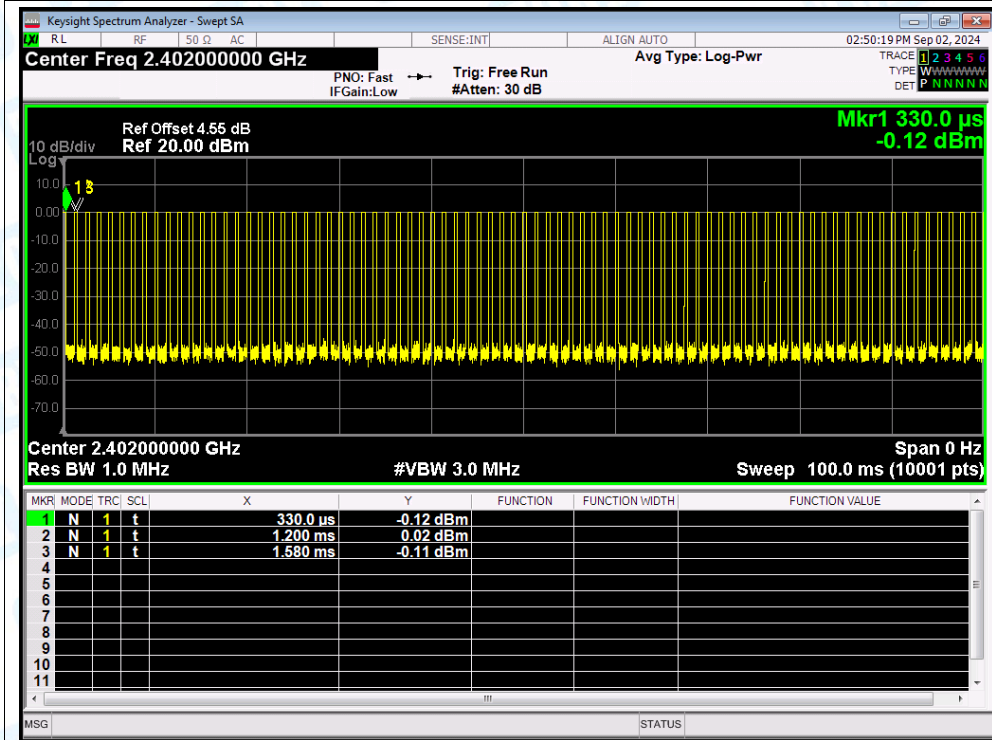 Keysight Spectrum Analyzer - Swept SA
LXI RL RF 50 Ω AC SENSE:INT ALIGN AUTO 02:50:19 PM Sep 02, 2024
Center Freq 2.402000000 GHz Avg Type: Log-Pwr TRACE 1 2 3 4 5 6
PNO: Fast Trig: Free Run TYPE WWWWWW
IFGain:Low #Atten: 30 dB DET P N N N N N
Mkr1 330.0 µs
Ref Offset 4.55 dB
10 dB/div Ref 20.00 dBm -0.12 dBm
Log
10.0
1 3
0.00
-10.0
-20.0
-30.0
-40.0
-50.0
-60.0
-70.0
Center 2.402000000 GHz Span 0 Hz
Res BW 1.0 MHz #VBW 3.0 MHz Sweep 100.0 ms (10001 pts)
MKR MODE TRC SCL X Y FUNCTION FUNCTION WIDTH FUNCTION VALUE
1 N 1 t 330.0 µs -0.12 dBm
2 N 1 t 1.200 ms 0.02 dBm
3 N 1 t 1.580 ms -0.11 dBm
4
5
6
7
8
9
10
11
MSG STATUS